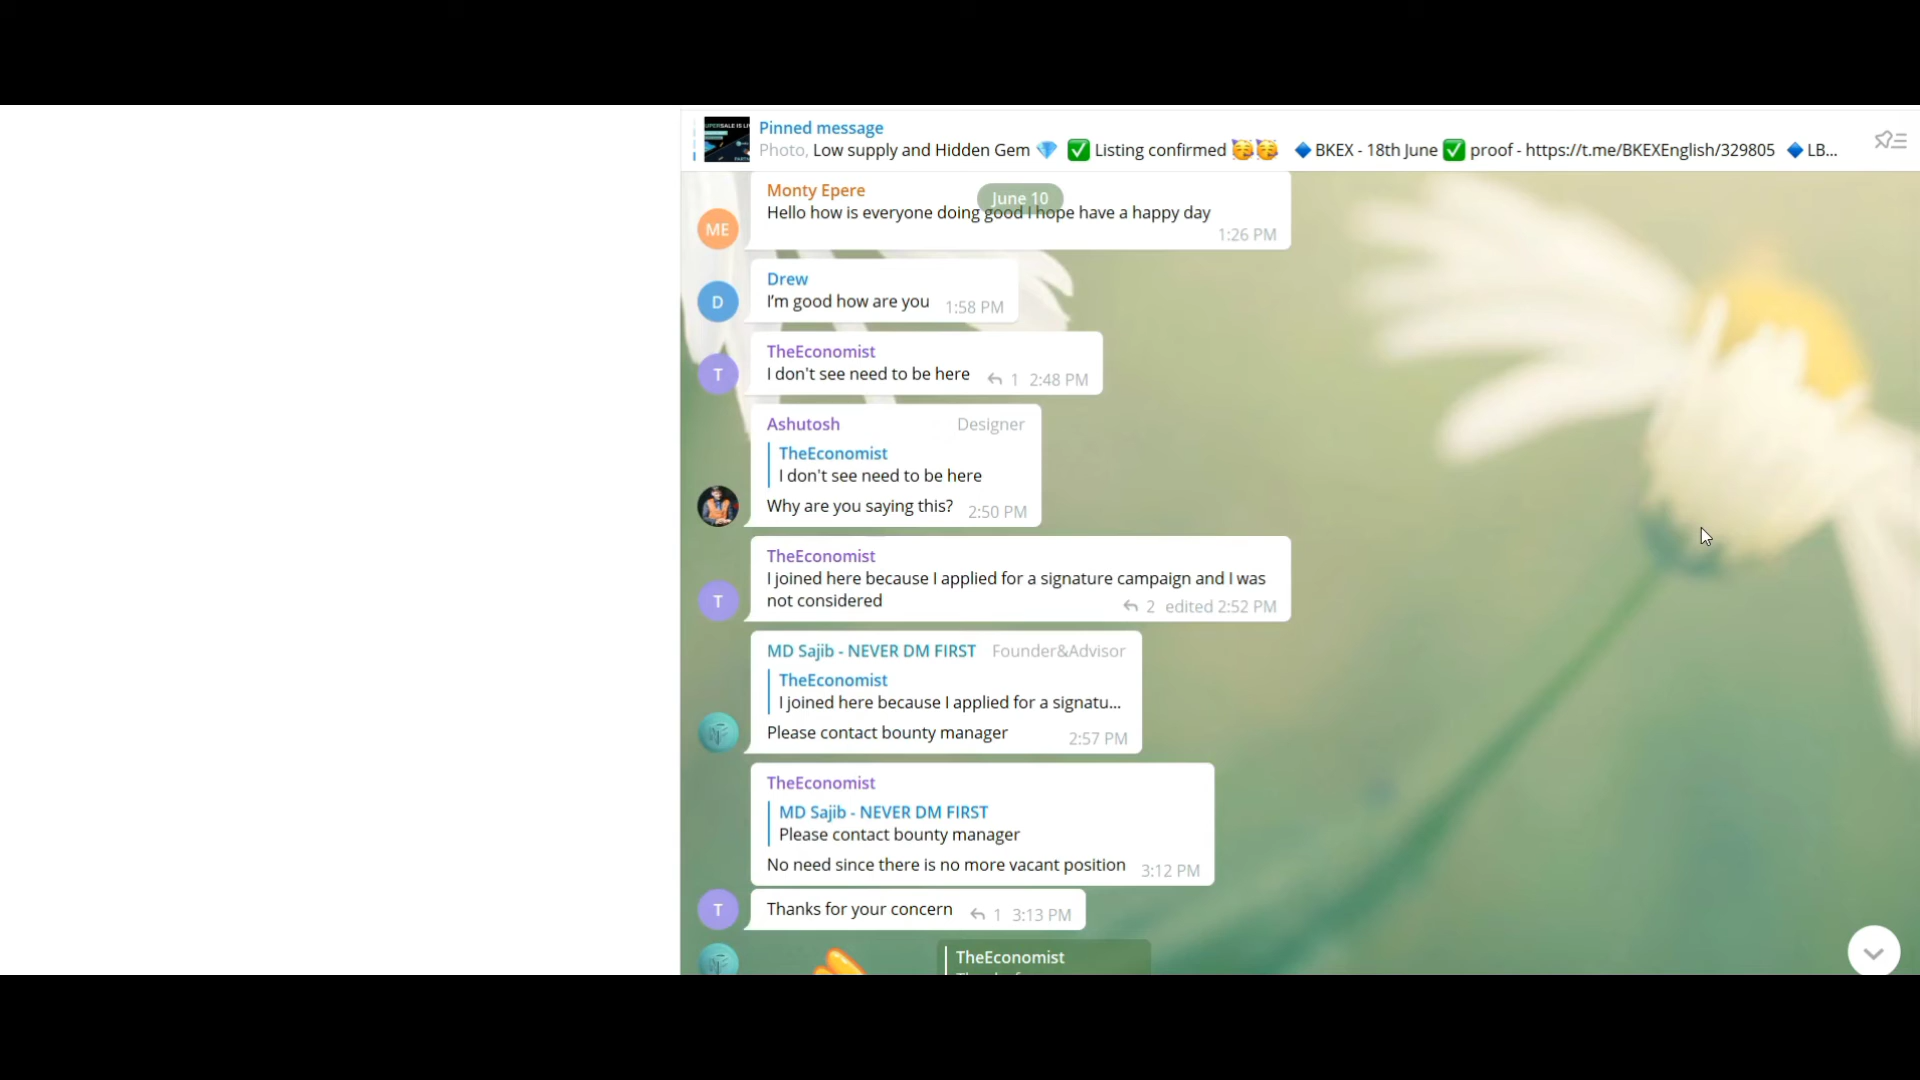 Pinned message
Photo, Low supply and Hidden Gem 💎 ✅ Listing confirmed 🥳🥳 🔷BKEX - 18th June ✅ proof - https://t.me/BKEXEnglish/329805 🔷LB...
June 10
Monty Epere
ME
Hello how is everyone doing good I hope have a happy day
1:26 PM
Drew
D
I'm good how are you 1:58 PM
TheEconomist
T
I don't see need to be here 1 2:48 PM
Ashutosh Designer
TheEconomist
I don't see need to be here
Why are you saying this? 2:50 PM
TheEconomist
I joined here because I applied for a signature campaign and I was
T
not considered 2 edited 2:52 PM
MD Sajib - NEVER DM FIRST Founder&Advisor
TheEconomist
I joined here because I applied for a signatu...
Please contact bounty manager 2:57 PM
TheEconomist
MD Sajib - NEVER DM FIRST
Please contact bounty manager
No need since there is no more vacant position 3:12 PM
T
Thanks for your concern 1 3:13 PM
TheEconomist